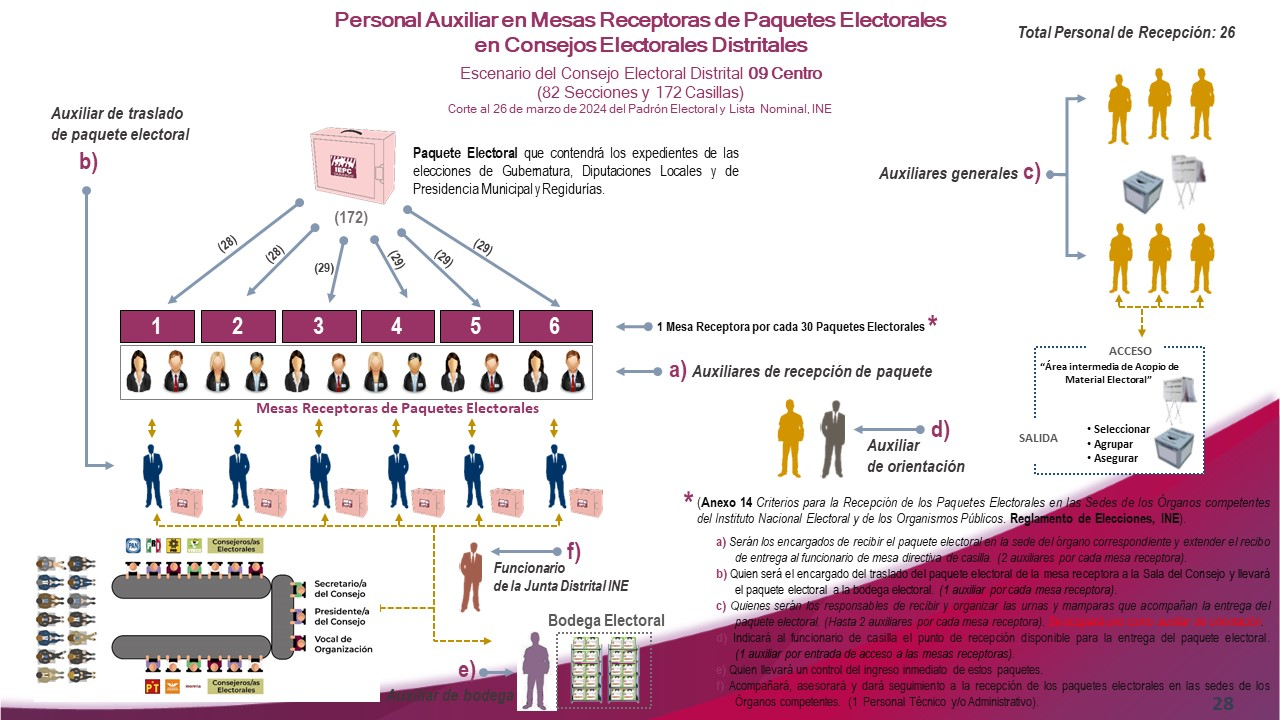 Personal Auxiliar en Mesas Receptoras de Paquetes Electorales
en Consejos Electorales Distritales
Escenario del Consejo Electoral Distrital 09 Centro
(82 Secciones y 172 Casillas)
Corte al 26 de marzo de 2024 del Padrón Electoral y Lista Nominal, INE
Total Personal de Recepción: 26
Auxiliar de traslado
de paquete electoral
b)
IEPC
Paquete Electoral que contendrá los expedientes de las
elecciones de Gubernatura, Diputaciones Locales y de
Presidencia Municipal y Regidurías.
(172)
(28)
(28)
(29)
(29)
(29)
(29)
Auxiliares generales c)
1 2 3 4 5 6
1 Mesa Receptora por cada 30 Paquetes Electorales *
a) Auxiliares de recepción de paquete
Mesas Receptoras de Paquetes Electorales
ACCESO
“Área intermedia de Acopio de
Material Electoral”
SALIDA
• Seleccionar
• Agrupar
• Asegurar
d)
Auxiliar
de orientación
* (Anexo 14 Criterios para la Recepción de los Paquetes Electorales en las Sedes de los Órganos competentes
del Instituto Nacional Electoral y de los Organismos Públicos. Reglamento de Elecciones, INE).
a) Serán los encargados de recibir el paquete electoral en la sede del órgano correspondiente y extender el recibo
de entrega al funcionario de mesa directiva de casilla. (2 auxiliares por cada mesa receptora).
b) Quien será el encargado del traslado del paquete electoral de la mesa receptora a la Sala del Consejo y llevará
el paquete electoral a la bodega electoral. (1 auxiliar por cada mesa receptora).
c) Quienes serán los responsables de recibir y organizar las urnas y mamparas que acompañan la entrega del
paquete electoral. (Hasta 2 auxiliares por cada mesa receptora).
d) Indicará al funcionario de casilla el punto de recepción disponible para la entrega del paquete electoral.
(1 auxiliar por entrada de acceso a las mesas receptoras).
e) Quien llevará un control del ingreso inmediato de estos paquetes.
f) Acompañará, asesorará y dará seguimiento a la recepción de los paquetes electorales en las sedes de los
Órganos competentes. (1 Personal Técnico y/o Administrativo).
f)
Funcionario
de la Junta Distrital INE
PAN
PRI
PRD
Consejeros/as
Electorales
Secretario/a
del Consejo
Presidente/a
del Consejo
Vocal de
Organización
PT
morena
Consejeros/as
Electorales
Bodega Electoral
e)
Auxiliar de bodega
28